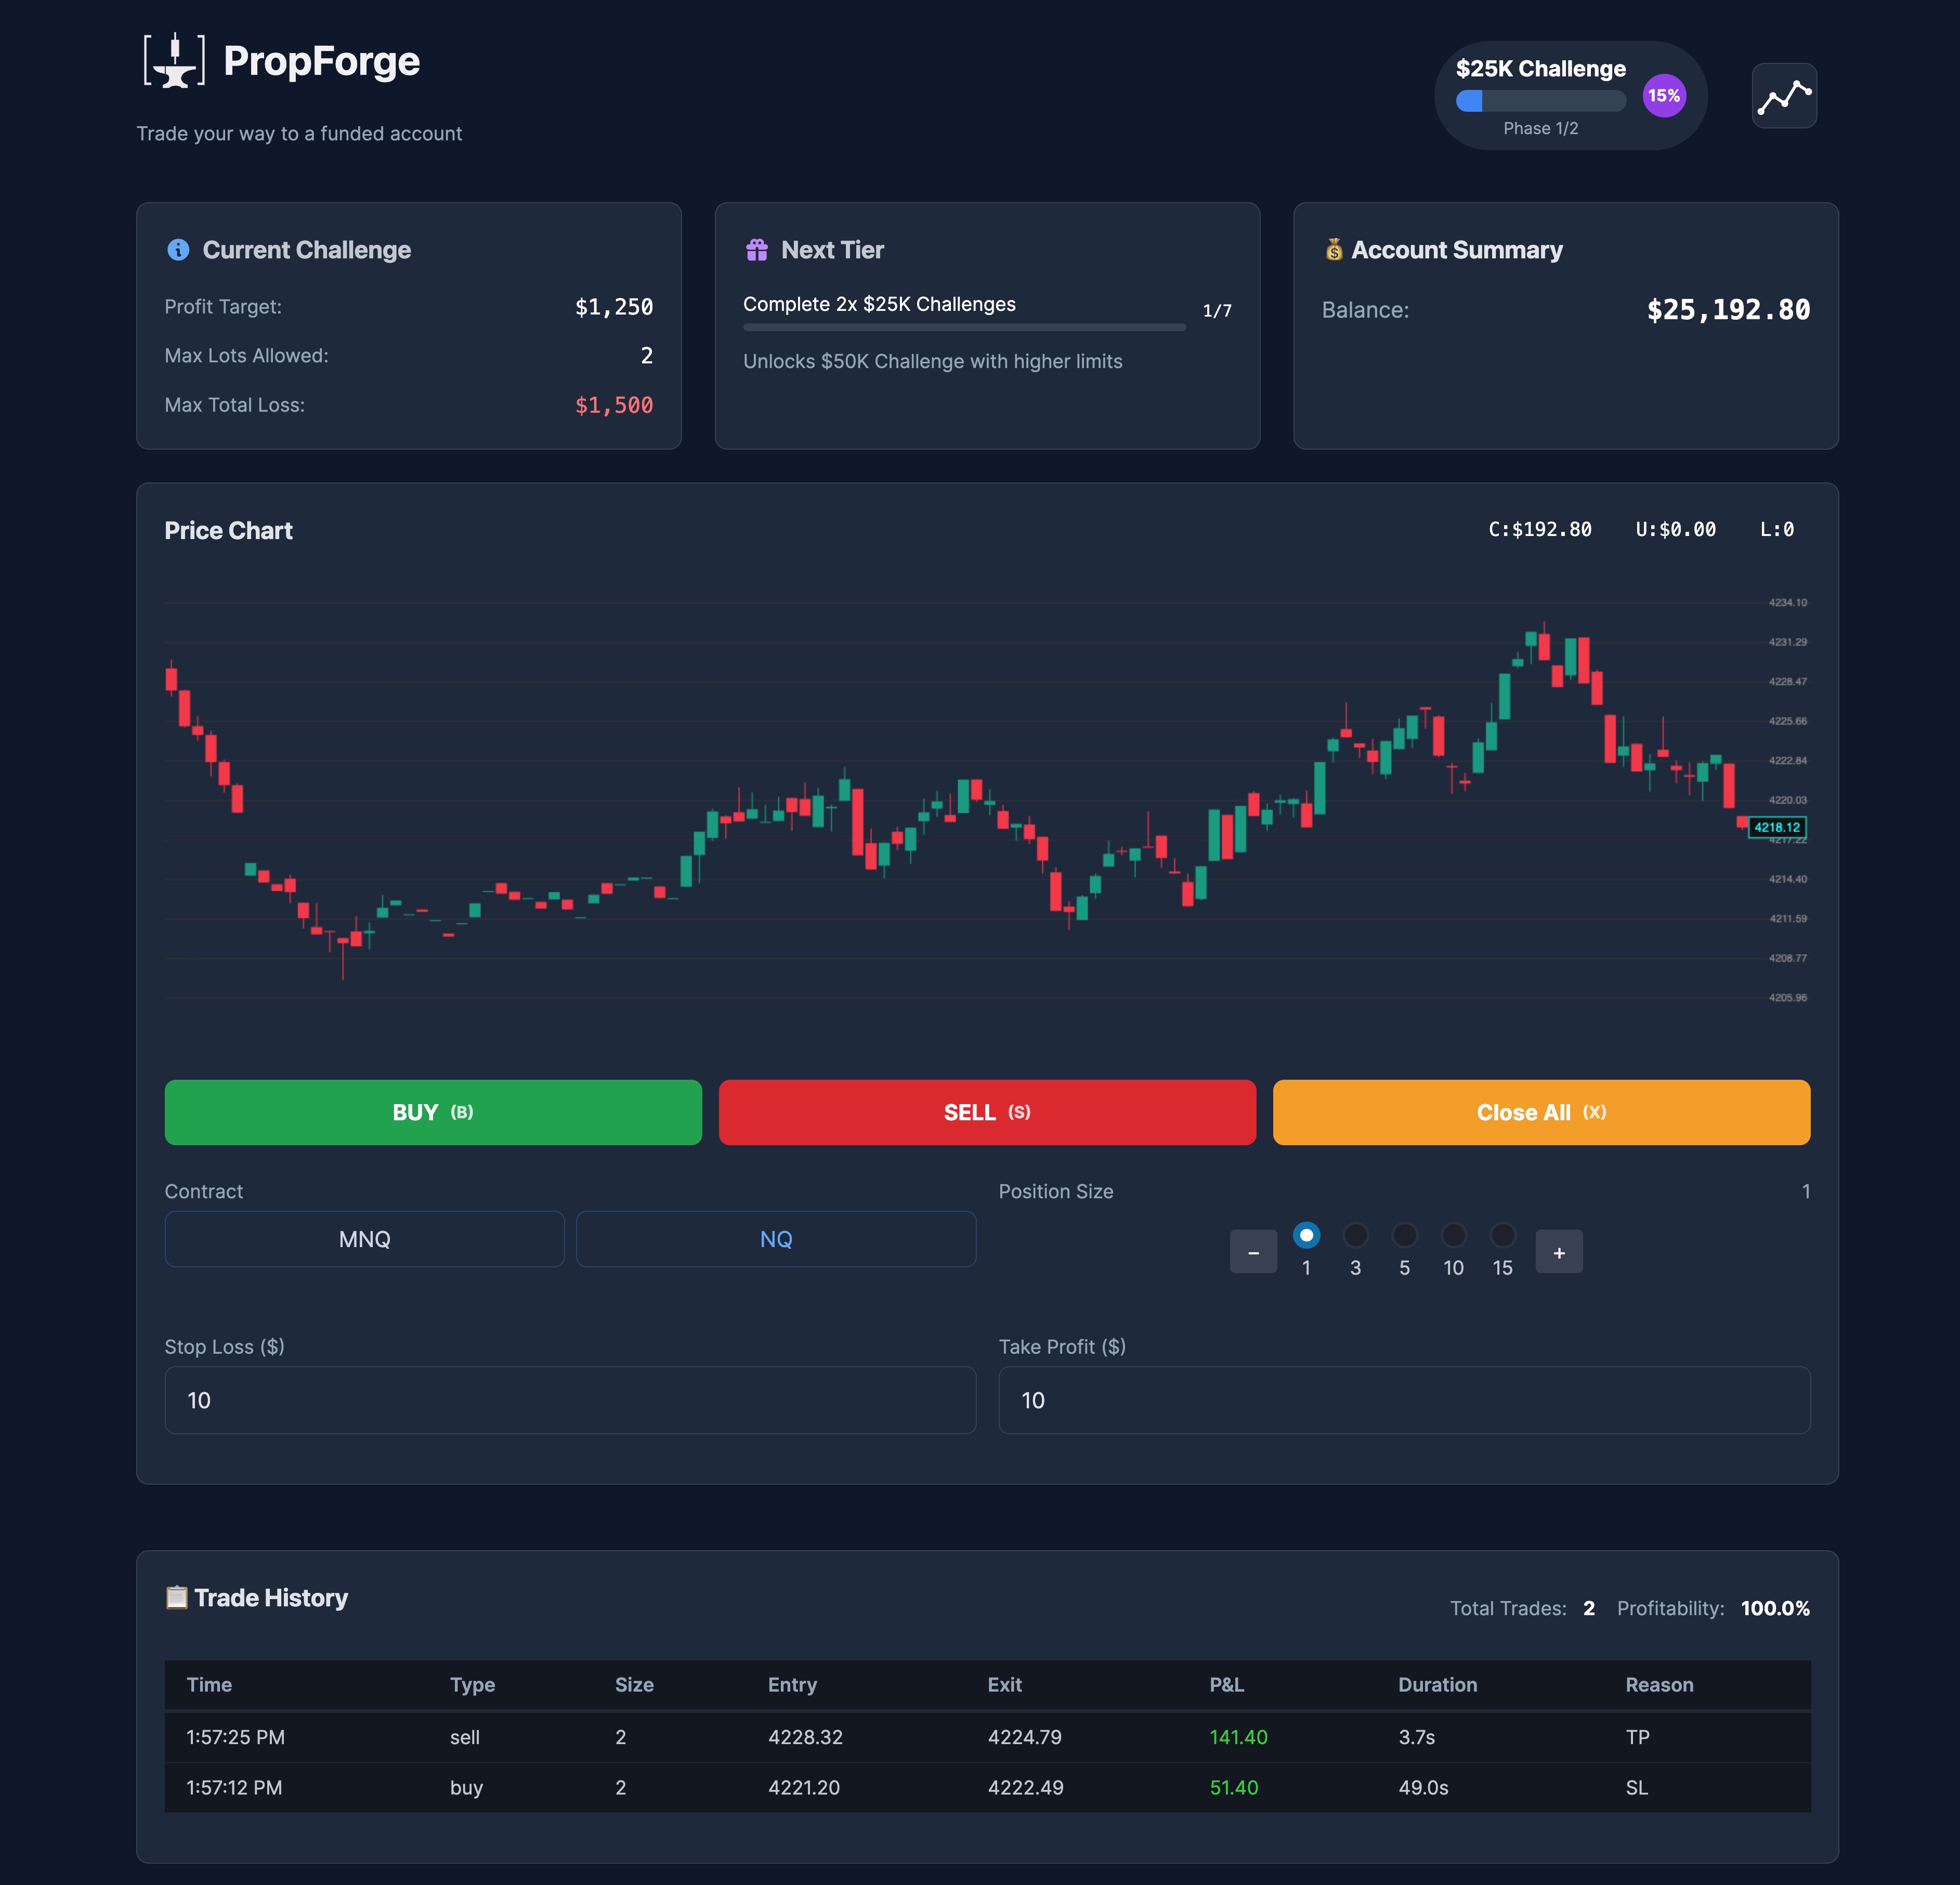 PropForge
Trade your way to a funded account
$25K Challenge
15%
Phase 1/2
Current Challenge
Profit Target: $1,250
Max Lots Allowed: 2
Max Total Loss: $1,500
Next Tier
Complete 2x $25K Challenges 1/7
Unlocks $50K Challenge with higher limits
Account Summary
Balance: $25,192.80
Price Chart C:$192.80 U:$0.00 L:0
4234.10
4231.29
4228.47
4225.66
4222.84
4220.03
4218.12
4217.22
4214.40
4211.59
4208.77
4205.96
BUY (B) SELL (S) Close All (X)
Contract Position Size 1
MNQ NQ
− 1 3 5 10 15 +
Stop Loss ($) Take Profit ($)
10 10
Trade History
Total Trades: 2 Profitability: 100.0%
Time Type Size Entry Exit P&L Duration Reason
1:57:25 PM sell 2 4228.32 4224.79 141.40 3.7s TP
1:57:12 PM buy 2 4221.20 4222.49 51.40 49.0s SL